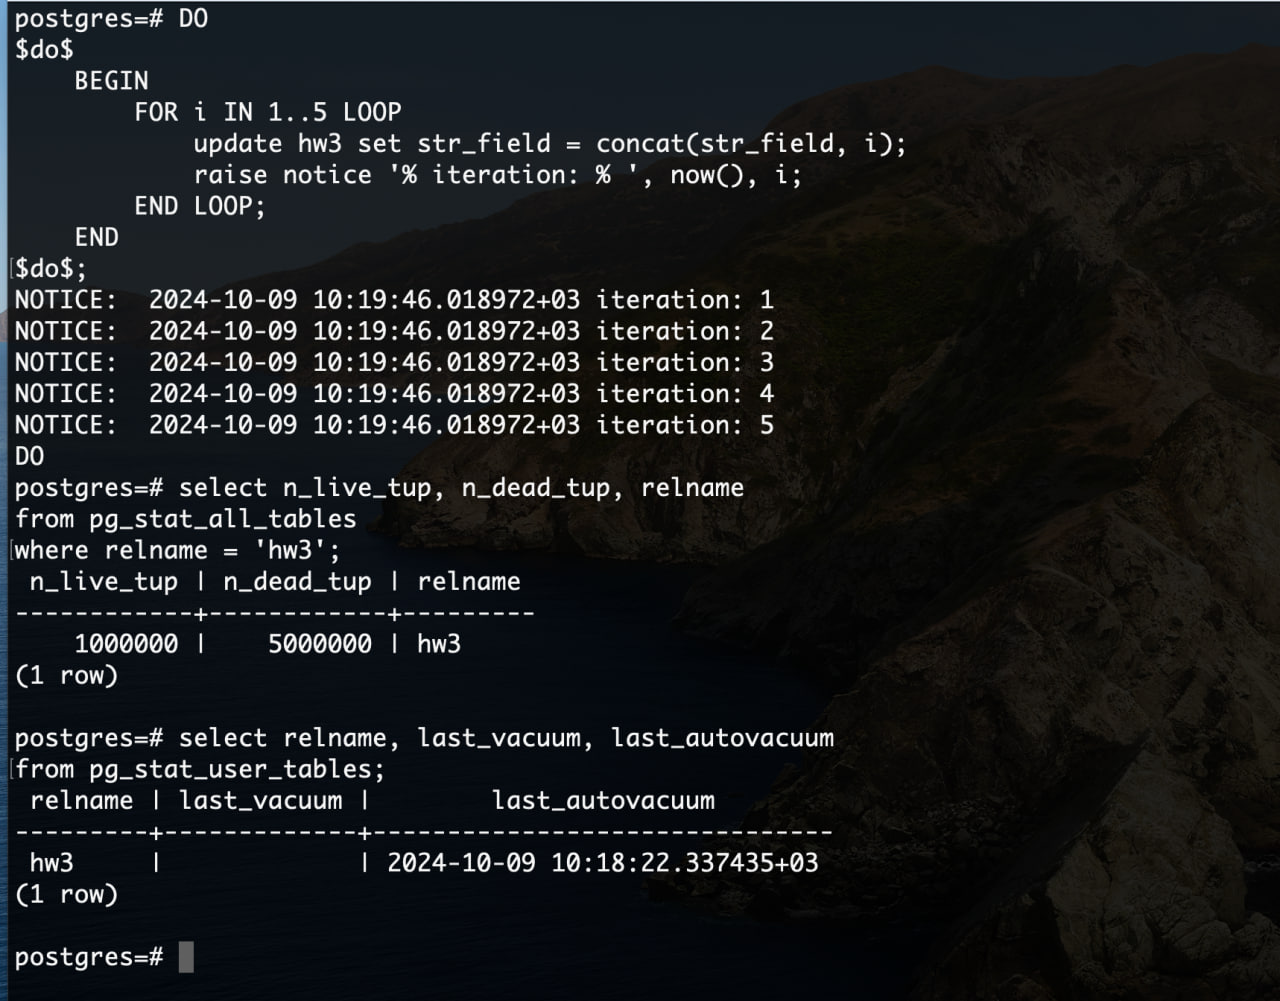 postgres=# DO
$do$
    BEGIN
        FOR i IN 1..5 LOOP
            update hw3 set str_field = concat(str_field, i);
            raise notice '% iteration: % ', now(), i;
        END LOOP;
    END
[$do$;
NOTICE:  2024-10-09 10:19:46.018972+03 iteration: 1
NOTICE:  2024-10-09 10:19:46.018972+03 iteration: 2
NOTICE:  2024-10-09 10:19:46.018972+03 iteration: 3
NOTICE:  2024-10-09 10:19:46.018972+03 iteration: 4
NOTICE:  2024-10-09 10:19:46.018972+03 iteration: 5
DO
postgres=# select n_live_tup, n_dead_tup, relname
from pg_stat_all_tables
[where relname = 'hw3';
 n_live_tup | n_dead_tup | relname
------------+------------+---------
    1000000 |    5000000 | hw3
(1 row)

postgres=# select relname, last_vacuum, last_autovacuum
[from pg_stat_user_tables;
 relname | last_vacuum |        last_autovacuum
---------+-------------+-------------------------------
 hw3     |             | 2024-10-09 10:18:22.337435+03
(1 row)

postgres=#